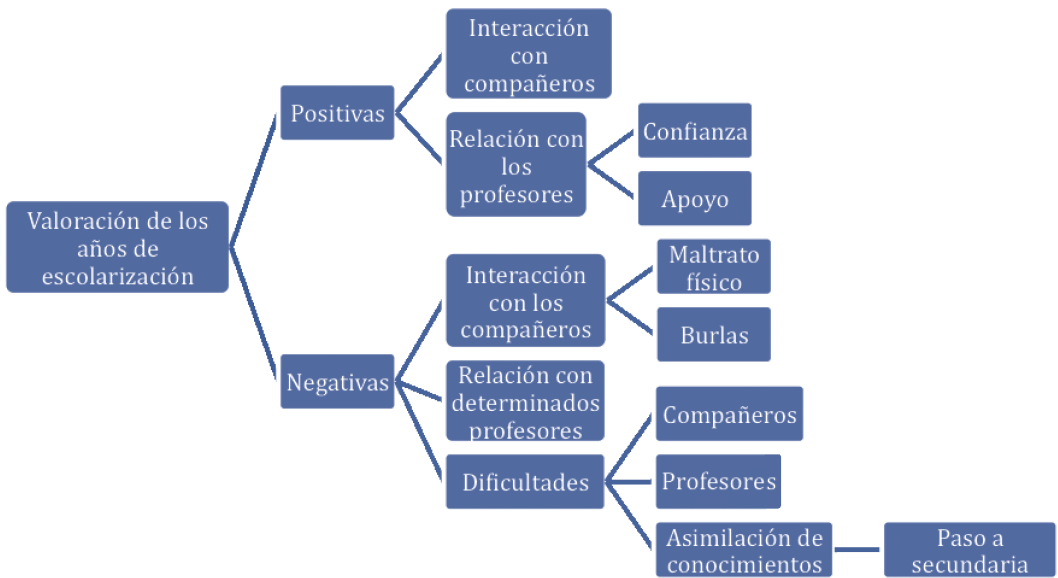 Valoración de los
años de
escolarización
Positivas
Interacción
con
compañeros
Relación con
los
profesores
Confianza
Apoyo
Negativas
Interacción
con los
compañeros
Maltrato
físico
Burlas
Relación con
determinados
profesores
Dificultades
Compañeros
Profesores
Asimilación de
conocimientos
Paso a
secundaria